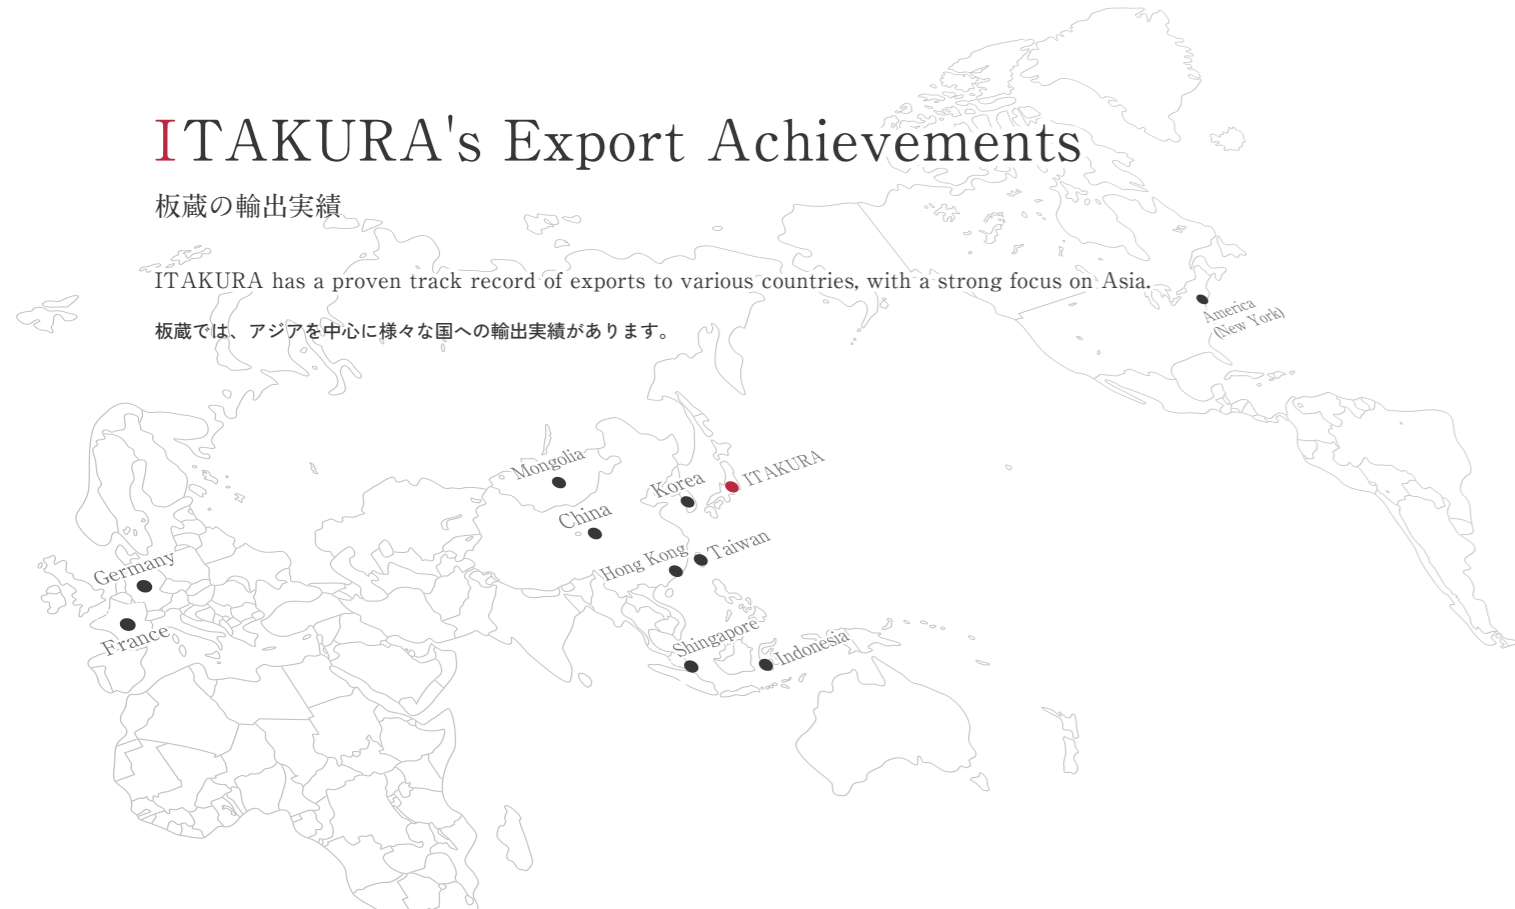 ITAKURA's Export Achievements
板蔵の輸出実績
ITAKURA has a proven track record of exports to various countries, with a strong focus on Asia.
板蔵では、アジアを中心に様々な国への輸出実績があります。
America
(New York)
Mongolia
Korea
ITAKURA
China
Hong Kong
Taiwan
Germany
France
Shingapore
Indonesia